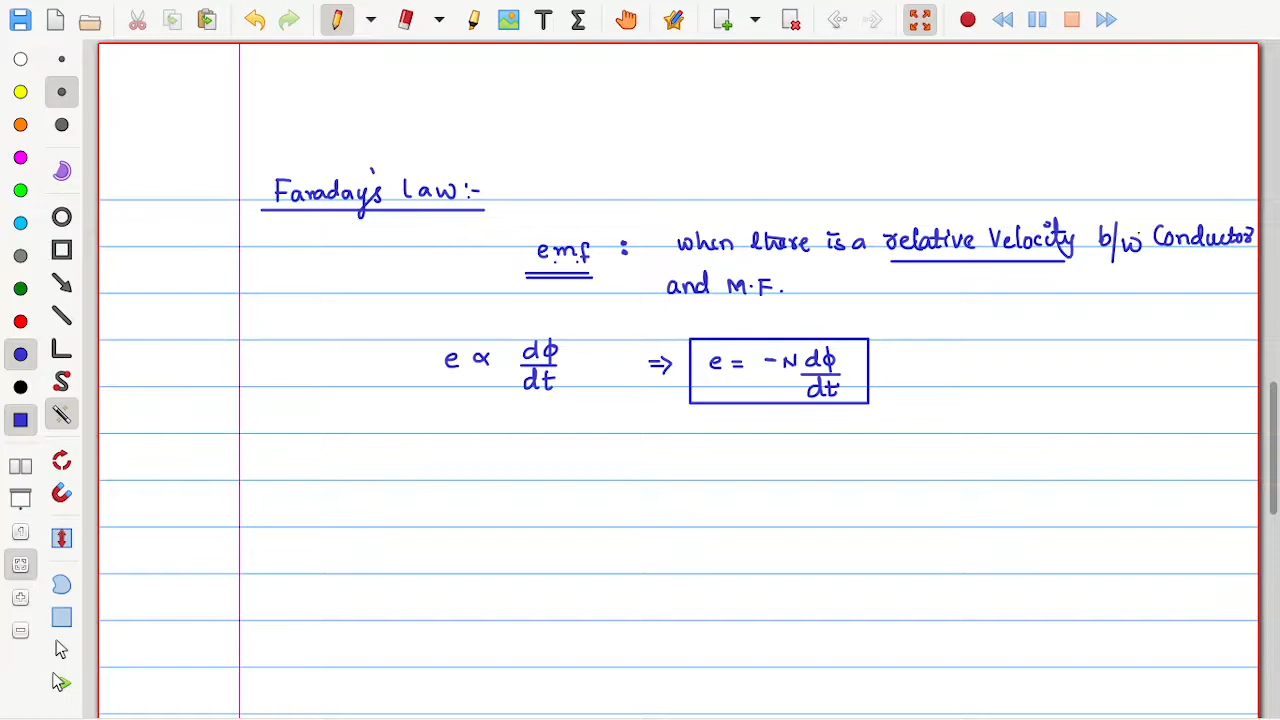 Faraday's Law :-
emf : when there is a relative Velocity b/w Conductor
and M.F.
e ∝ dφ/dt ⇒ e = -N dφ/dt